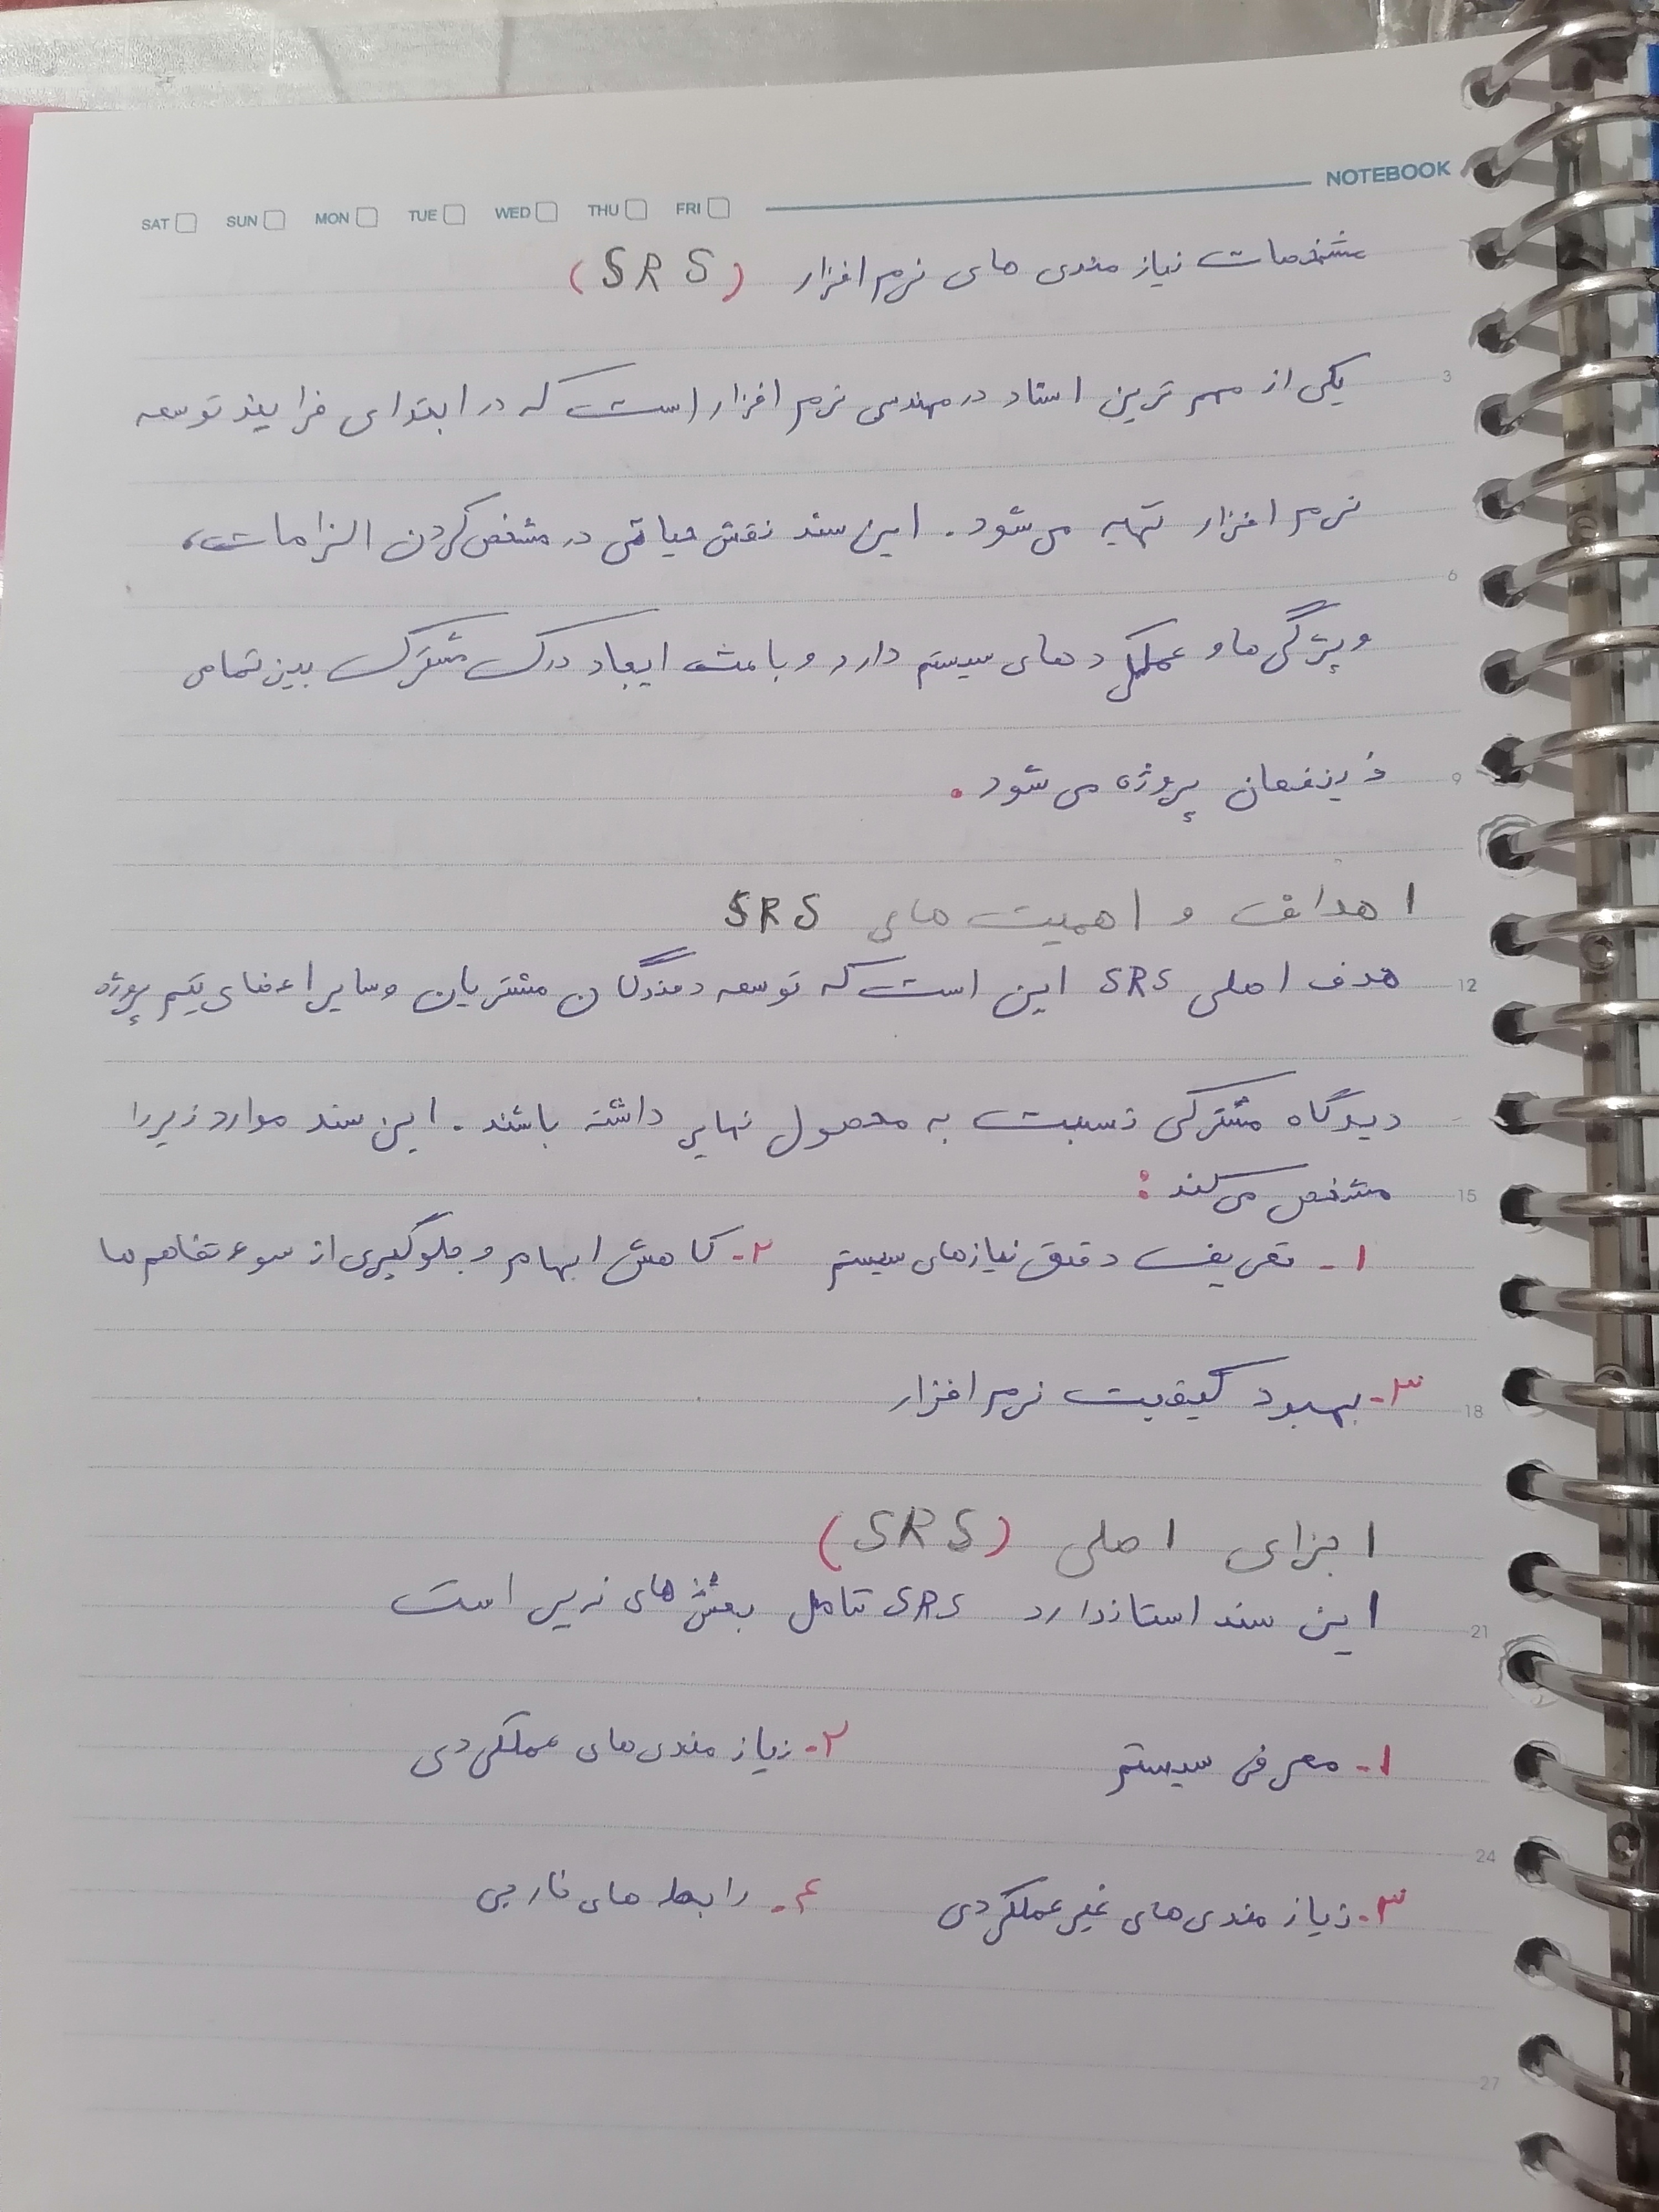 NOTEBOOK
SAT SUN MON TUE WED THU FRI
مشخصات نیاز مندی های نرم افزار (SRS)
3
یکی از مهم ترین اسناد در مهندسی نرم افزار است که در ابتدای فرایند توسعه
نرم افزار تهیه می شود. این سند نقش حیاتی در مشخص کردن الزامات،
6
ویژگی ها و عملکرد های سیستم دارد و باعث ایجاد درک مشترک بین تمامی
ذینفعان پروژه می شود.
9
اهداف و اهمیت های SRS
هدف اصلی SRS این است که توسعه دهندگان مشتریان وسایر اعضای تیم پروژه
12
دیدگاه مشترکی نسبت به محصول نهایی داشته باشند. این سند موارد زیر را
مشخص می کند:
15
۱- تعریف دقیق نیازهای سیستم ۲- کاهش ابهام و جلوگیری از سوء تفاهم ها
۳- بهبود کیفیت نرم افزار
18
اجزای اصلی (SRS)
این سند استاندارد SRS شامل بخش های زیر است
21
۱- معرفی سیستم ۲- نیاز مندی های عملکردی
24
۳- نیاز مندی های غیر عملکردی ۴- رابط های خارجی
27